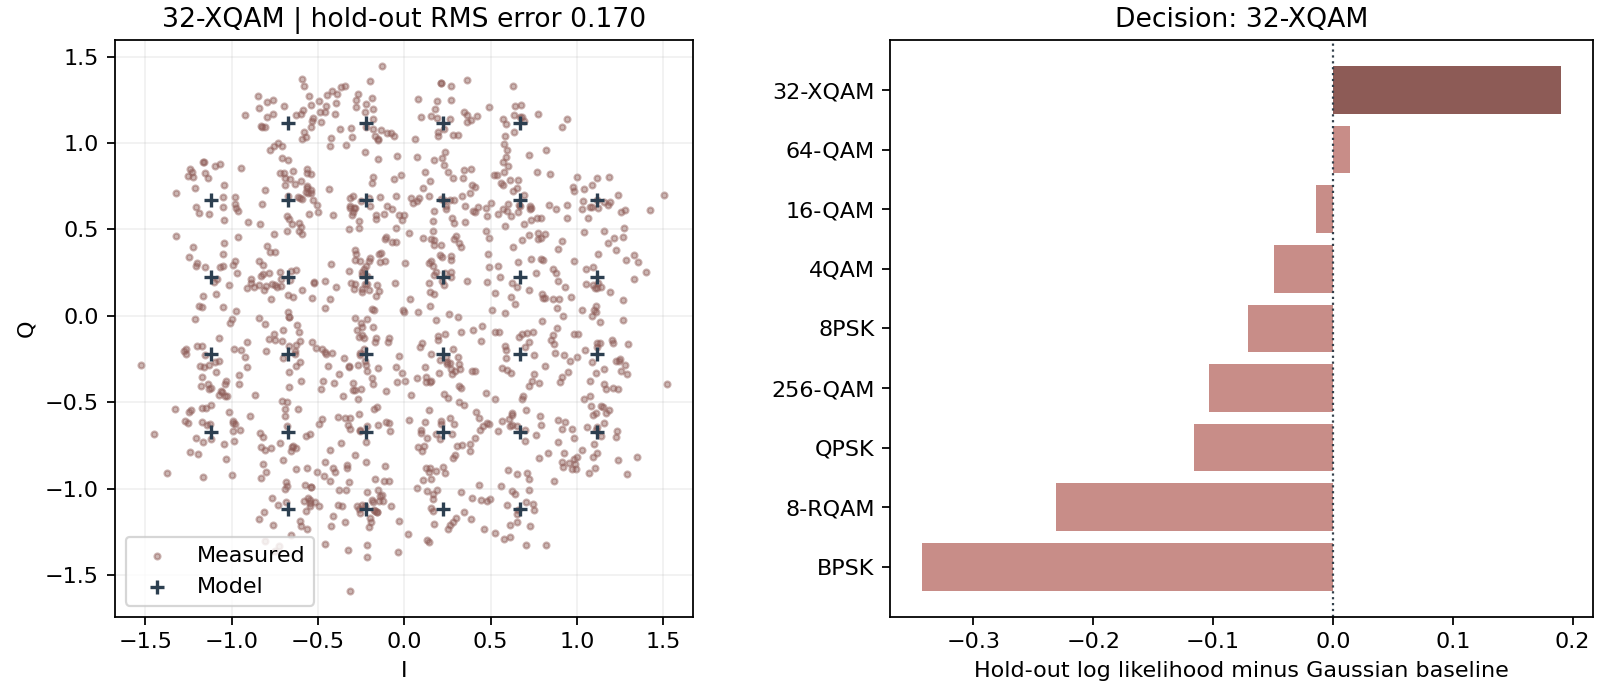 32-XQAM | hold-out RMS error 0.170
1.5
1.0
0.5
0.0
−0.5
−1.0
−1.5
Q
Measured
Model
−1.5
−1.0
−0.5
0.0
0.5
1.0
1.5
I
Decision: 32-XQAM
32-XQAM
64-QAM
16-QAM
4QAM
8PSK
256-QAM
QPSK
8-RQAM
BPSK
−0.3
−0.2
−0.1
0.0
0.1
0.2
Hold-out log likelihood minus Gaussian baseline